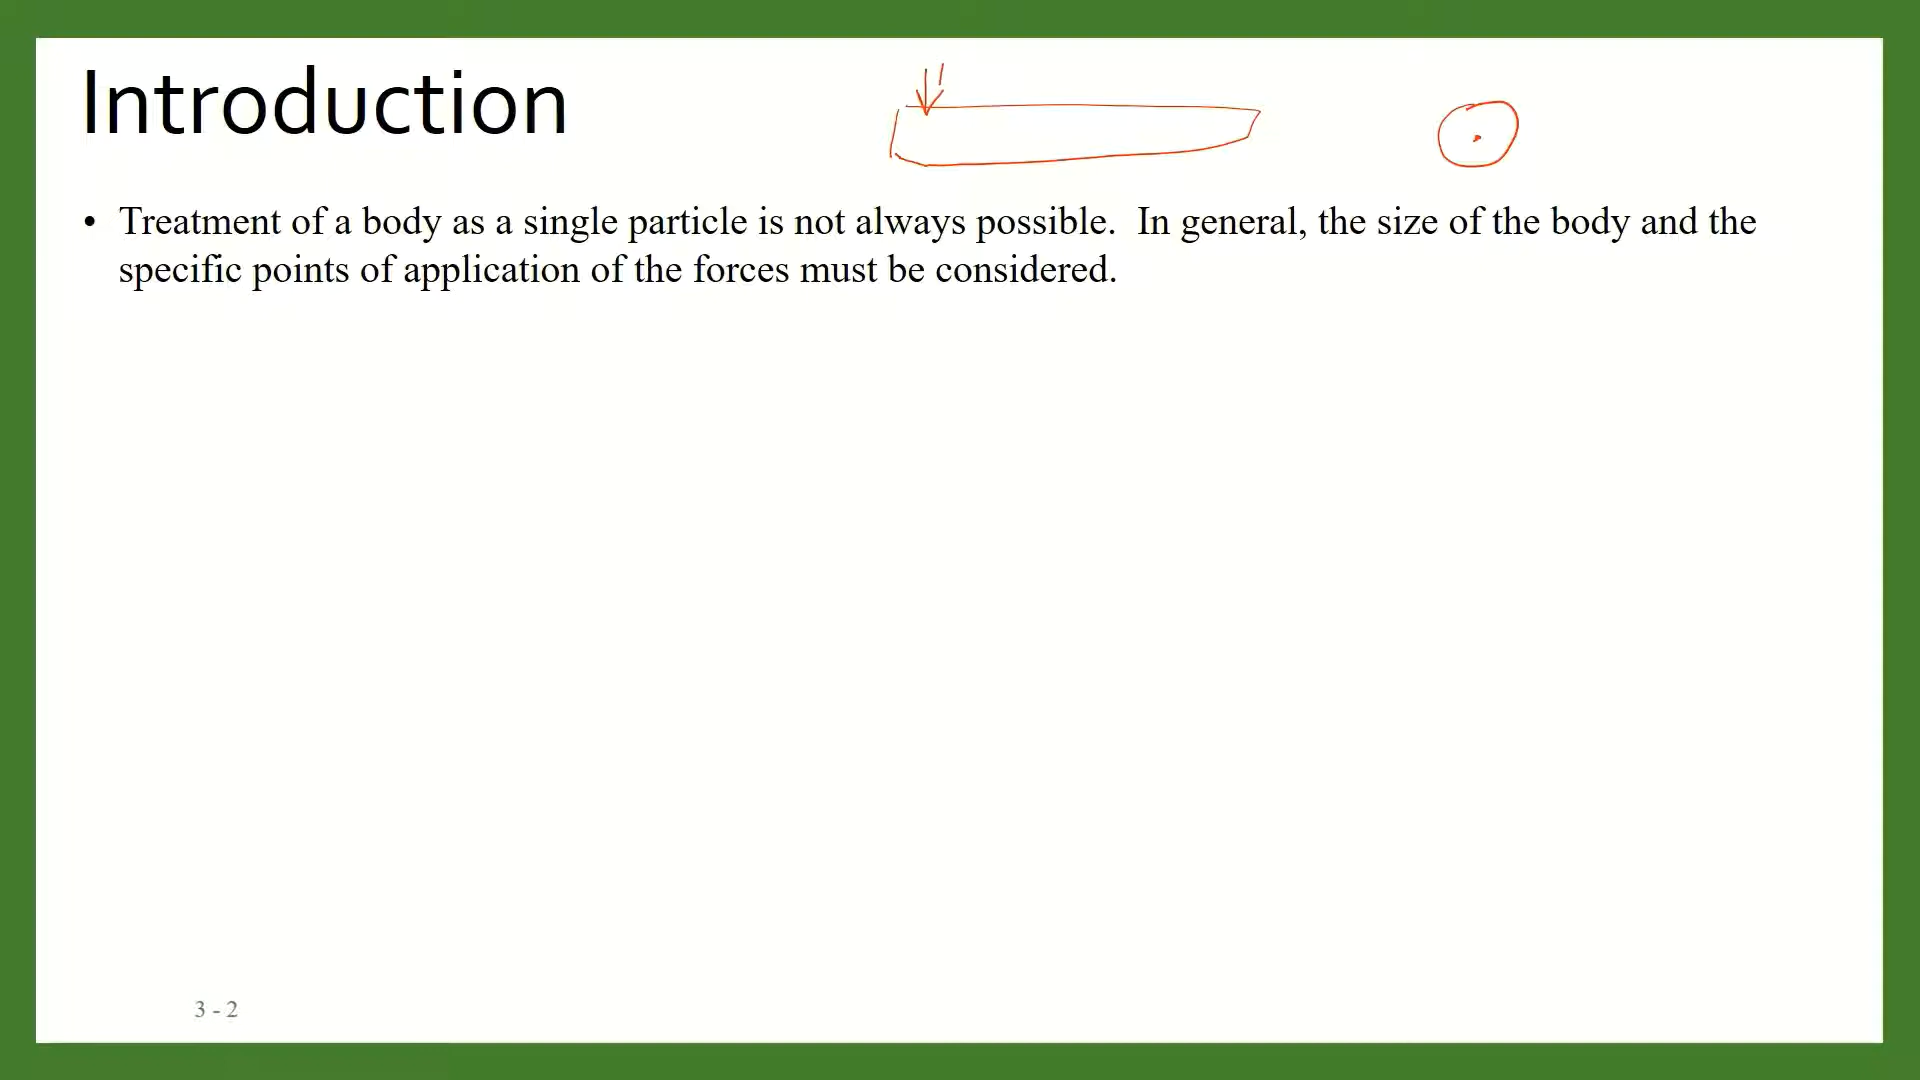 Introduction
• Treatment of a body as a single particle is not always possible.  In general, the size of the body and the
specific points of application of the forces must be considered.
3 - 2